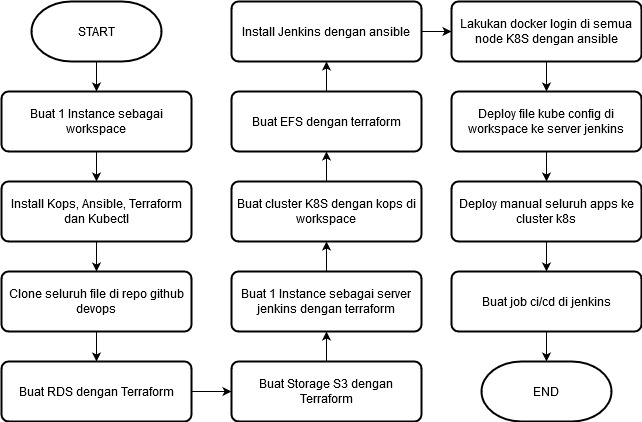 START
Buat 1 Instance sebagai
workspace
Install Kops, Ansible, Terraform
dan Kubectl
Clone seluruh file di repo github
devops
Buat RDS dengan Terraform
Buat Storage S3 dengan
Terraform
Buat 1 Instance sebagai server
jenkins dengan terraform
Buat cluster K8S dengan kops di
workspace
Buat EFS dengan terraform
Install Jenkins dengan ansible
Lakukan docker login di semua
node K8S dengan ansible
Deploy file kube config di
workspace ke server jenkins
Deploy manual seluruh apps ke
cluster k8s
Buat job ci/cd di jenkins
END